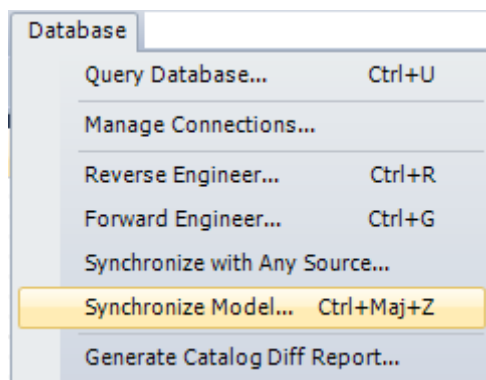 Database
Query Database... Ctrl+U
Manage Connections...
Reverse Engineer... Ctrl+R
Forward Engineer... Ctrl+G
Synchronize with Any Source...
Synchronize Model... Ctrl+Maj+Z
Generate Catalog Diff Report...